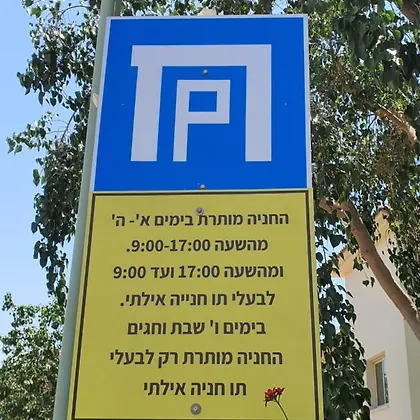 P
החניה מותרת בימים א'- ה'
מהשעה 9:00-17:00.
ומהשעה 17:00 ועד 9:00
לבעלי תו חנייה אילתי.
בימים ו' שבת וחגים
החניה מותרת רק לבעלי
תו חניה אילתי